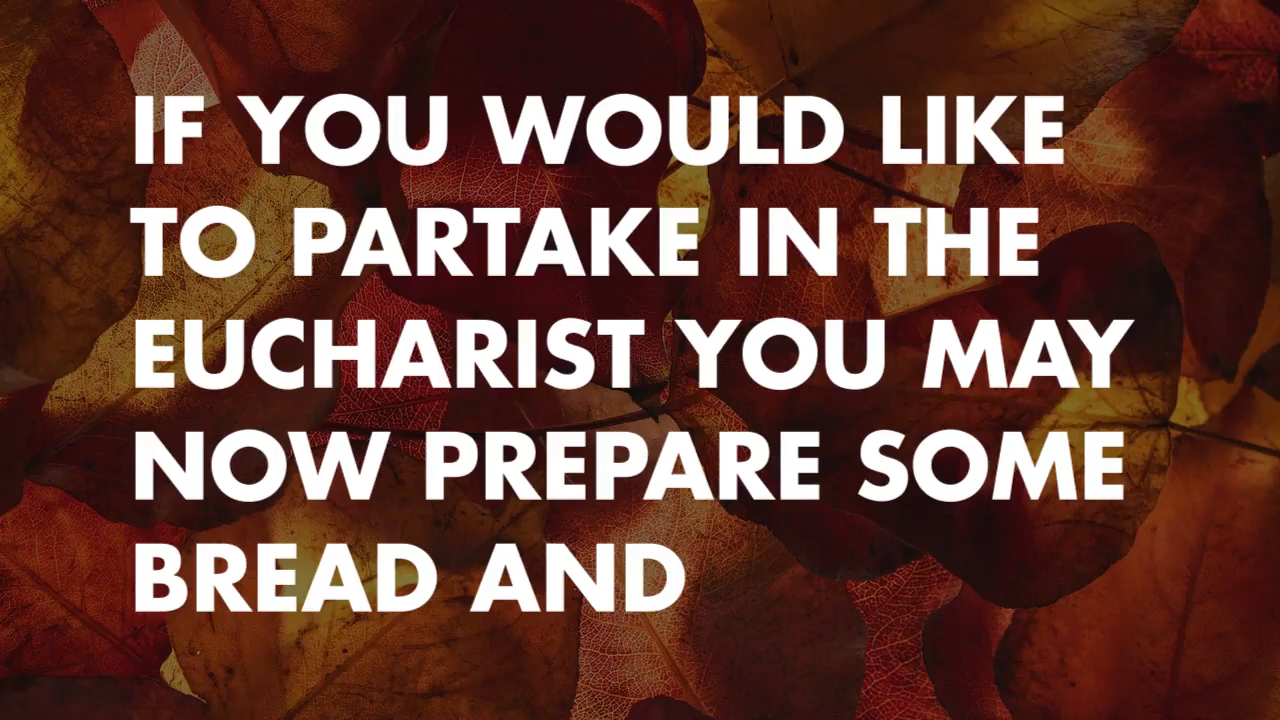 IF YOU WOULD LIKE
TO PARTAKE IN THE
EUCHARIST YOU MAY
NOW PREPARE SOME
BREAD AND